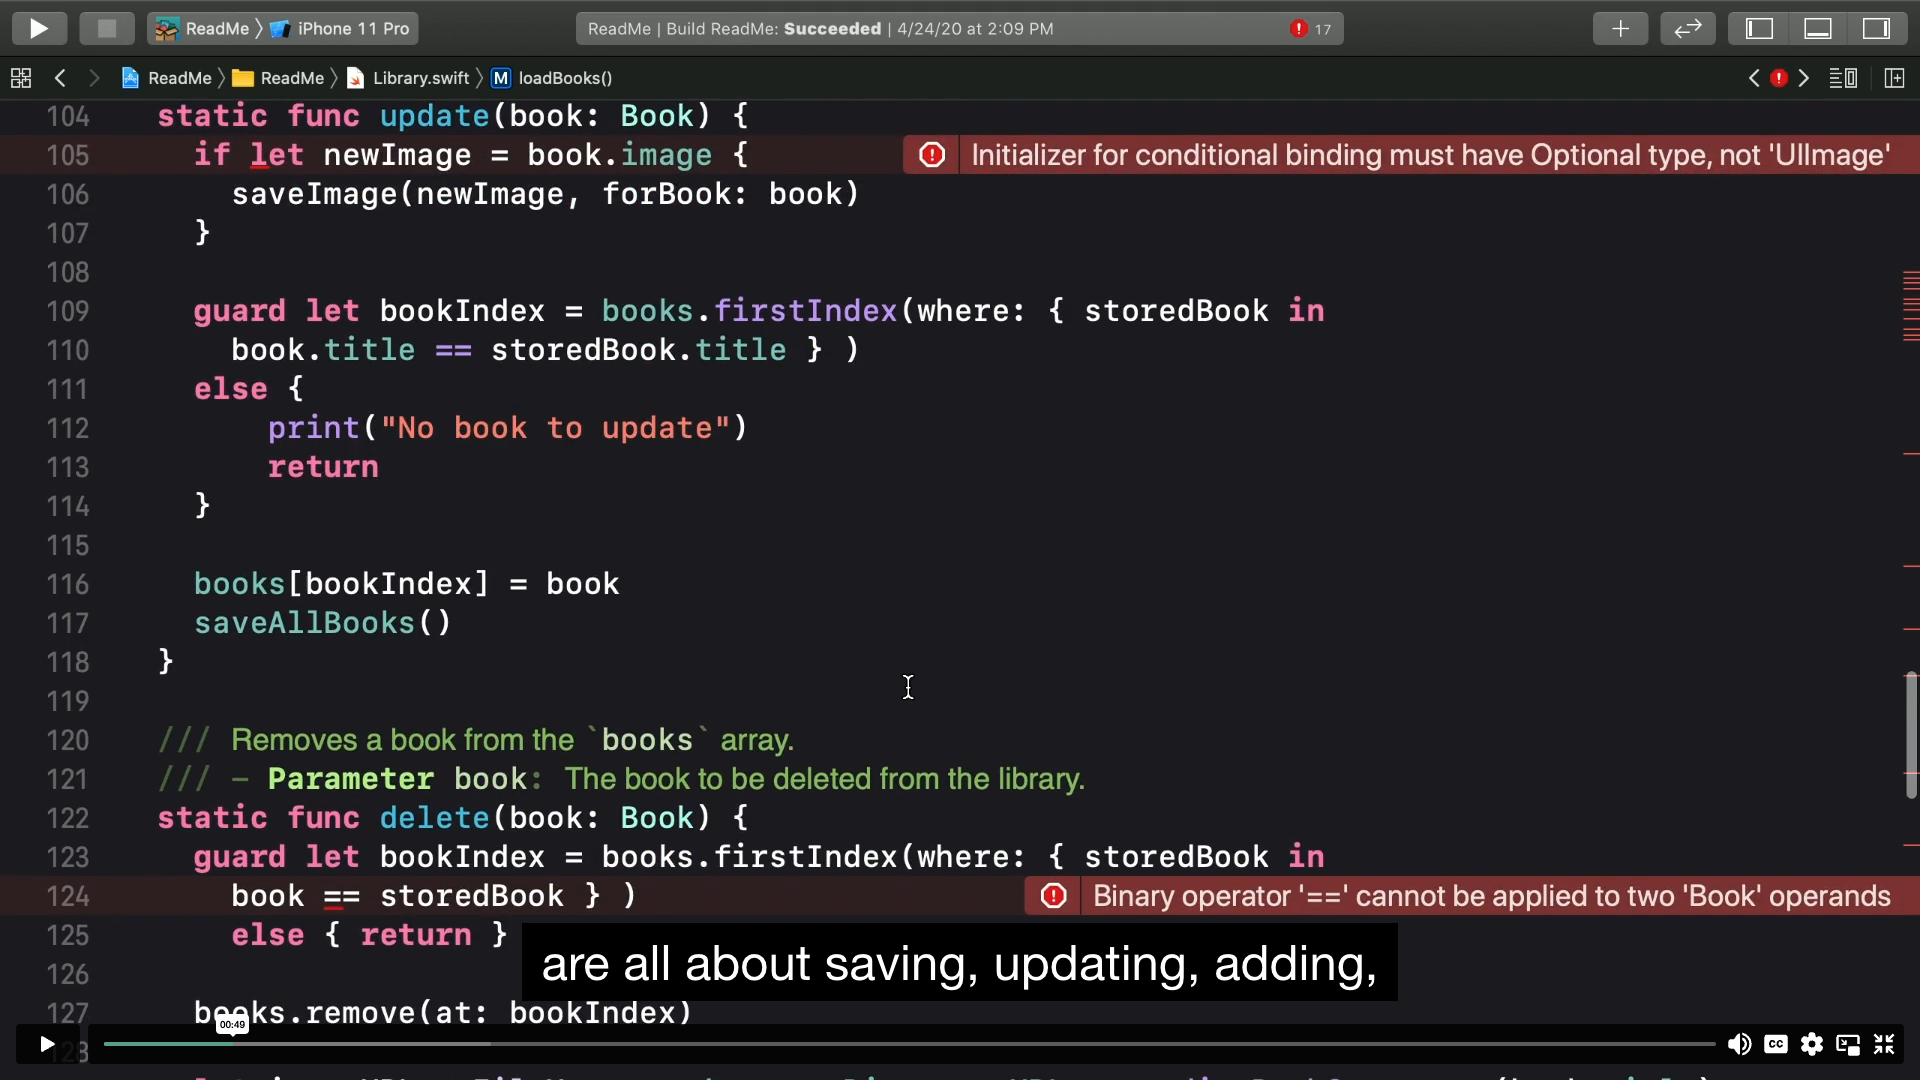 ReadMe 〉 iPhone 11 Pro
ReadMe | Build ReadMe: Succeeded | 4/24/20 at 2:09 PM
17
ReadMe 〉 ReadMe 〉 Library.swift 〉 M loadBooks()
104 static func update(book: Book) {
105 if let newImage = book.image { Initializer for conditional binding must have Optional type, not 'UIImage'
106 saveImage(newImage, forBook: book)
107 }
108
109 guard let bookIndex = books.firstIndex(where: { storedBook in
110 book.title == storedBook.title } )
111 else {
112 print("No book to update")
113 return
114 }
115
116 books[bookIndex] = book
117 saveAllBooks()
118 }
119
120 /// Removes a book from the `books` array.
121 /// - Parameter book: The book to be deleted from the library.
122 static func delete(book: Book) {
123 guard let bookIndex = books.firstIndex(where: { storedBook in
124 book == storedBook } ) Binary operator '==' cannot be applied to two 'Book' operands
125 else { return }
are all about saving, updating, adding,
126
127 books.remove(at: bookIndex)
00:49
128
CC